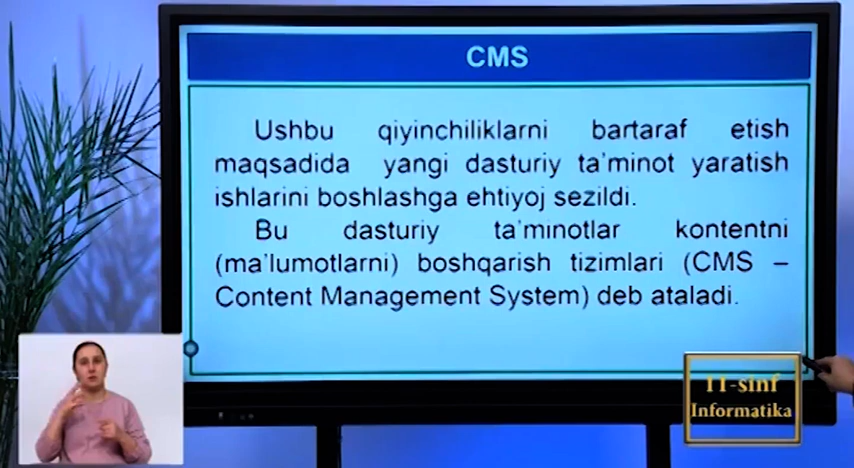 CMS
Ushbu qiyinchiliklarni bartaraf etish
maqsadida yangi dasturiy ta'minot yaratish
ishlarini boshlashga ehtiyoj sezildi.
Bu dasturiy ta'minotlar kontentni
(ma'lumotlarni) boshqarish tizimlari (CMS –
Content Management System) deb ataladi.
11-sinf
Informatika